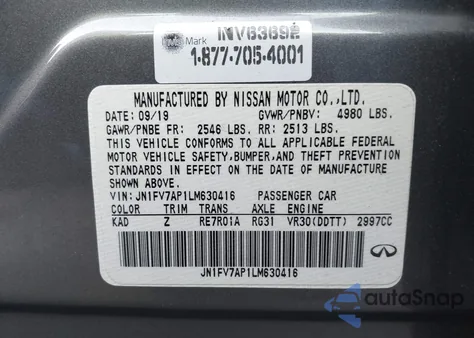 Mark
INV63692
1-877-705-4001
MANUFACTURED BY NISSAN MOTOR CO.,LTD.
DATE: 09/19 GVWR/PNBV: 4980 LBS.
GAWR/PNBE FR: 2546 LBS. RR: 2513 LBS.
THIS VEHICLE CONFORMS TO ALL APPLICABLE FEDERAL
MOTOR VEHICLE SAFETY, BUMPER, AND THEFT PREVENTION
STANDARDS IN EFFECT ON THE DATE OF MANUFACTURE
SHOWN ABOVE.
VIN: JN1FV7AP1LM630416 PASSENGER CAR
COLOR TRIM TRANS AXLE ENGINE
KAD Z RE7R01A RG31 VR30(DDTT) 2997CC
JN1FV7AP1LM630416
autoSnap